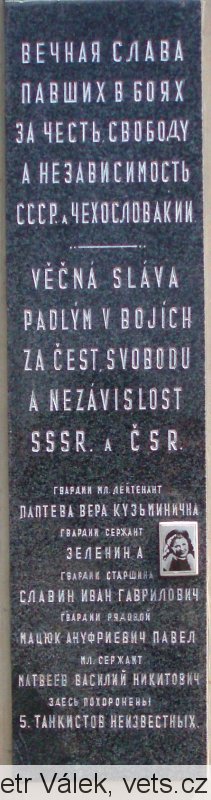 ВЕЧНАЯ СЛАВА
ПАВШИХ В БОЯХ
ЗА ЧЕСТЬ, СВОБОДУ
А НЕЗАВИСИМОСТЬ
СССР. а ЧЕХОСЛОВАКИИ.
VĚČNÁ SLÁVA
PADLÝM V BOJÍCH
ZA ČEST, SVOBODU
A NEZÁVISLOST
SSSR. A ČSR.
ГВАРДИИ МЛ. ЛЕЙТЕНАНТ
ЛАПТЕВА ВЕРА КУЗЬМИНИЧНА
ГВАРДИИ СЕРЖАНТ
ЗЕЛЕНИН А
ГВАРДИИ СТАРШИНА
СЛАВИН ИВАН ГАВРИЛОВИЧ
ГВАРДИИ РЯДОВОЙ
МАЦЮК АНУФРИЕВИЧ ПАВЕЛ
МЛ. СЕРЖАНТ
МАТВЕЕВ ВАСИЛИЙ НИКИТОВИЧ
ЗДЕСЬ ПОХОРОНЕНЫ
5. ТАНКИСТОВ НЕИЗВЕСТНЫХ.
etr Válek, vets.cz